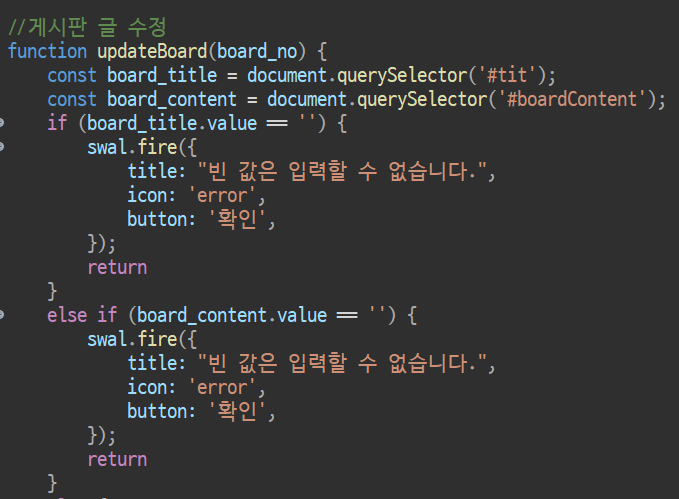 //게시판 글 수정
function updateBoard(board_no) {
const board_title = document.querySelector('#tit');
const board_content = document.querySelector('#boardContent');
if (board_title.value == '') {
swal.fire({
title: "빈 값은 입력할 수 없습니다.",
icon: 'error',
button: '확인',
});
return
}
else if (board_content.value == '') {
swal.fire({
title: "빈 값은 입력할 수 없습니다.",
icon: 'error',
button: '확인',
});
return
}